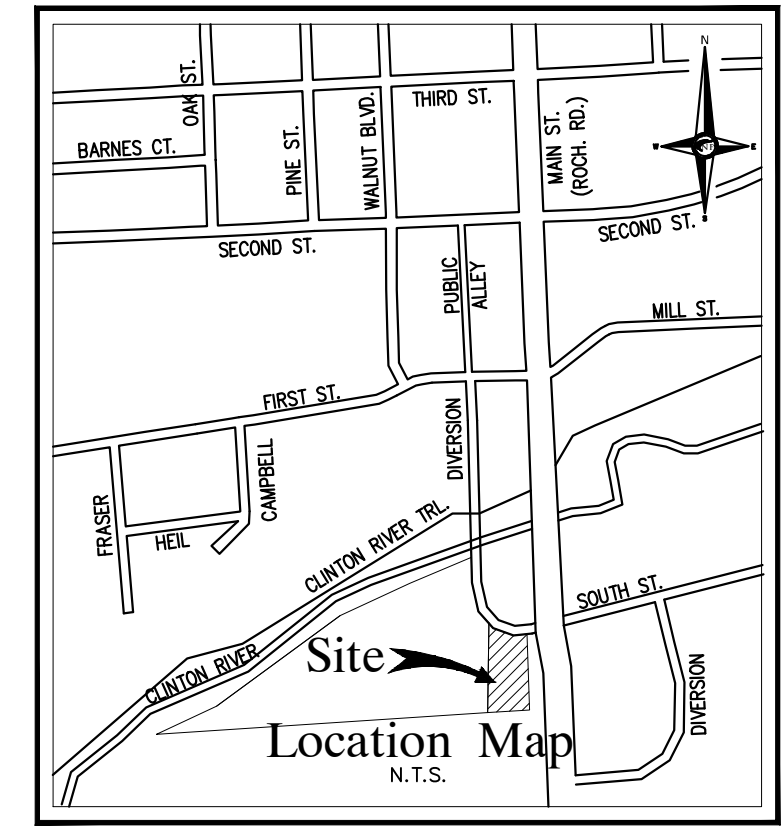 N
OAK ST.
THIRD ST.
WALNUT BLVD.
MAIN ST.
(ROCH. RD.)
PINE ST.
BARNES CT.
W
E
S
SECOND ST.
SECOND ST.
PUBLIC
ALLEY
MILL ST.
FIRST ST.
DIVERSION
CAMPBELL
FRASER
HEIL
CLINTON RIVER TRL.
SOUTH ST.
CLINTON RIVER
Site
DIVERSION
Location Map
N.T.S.